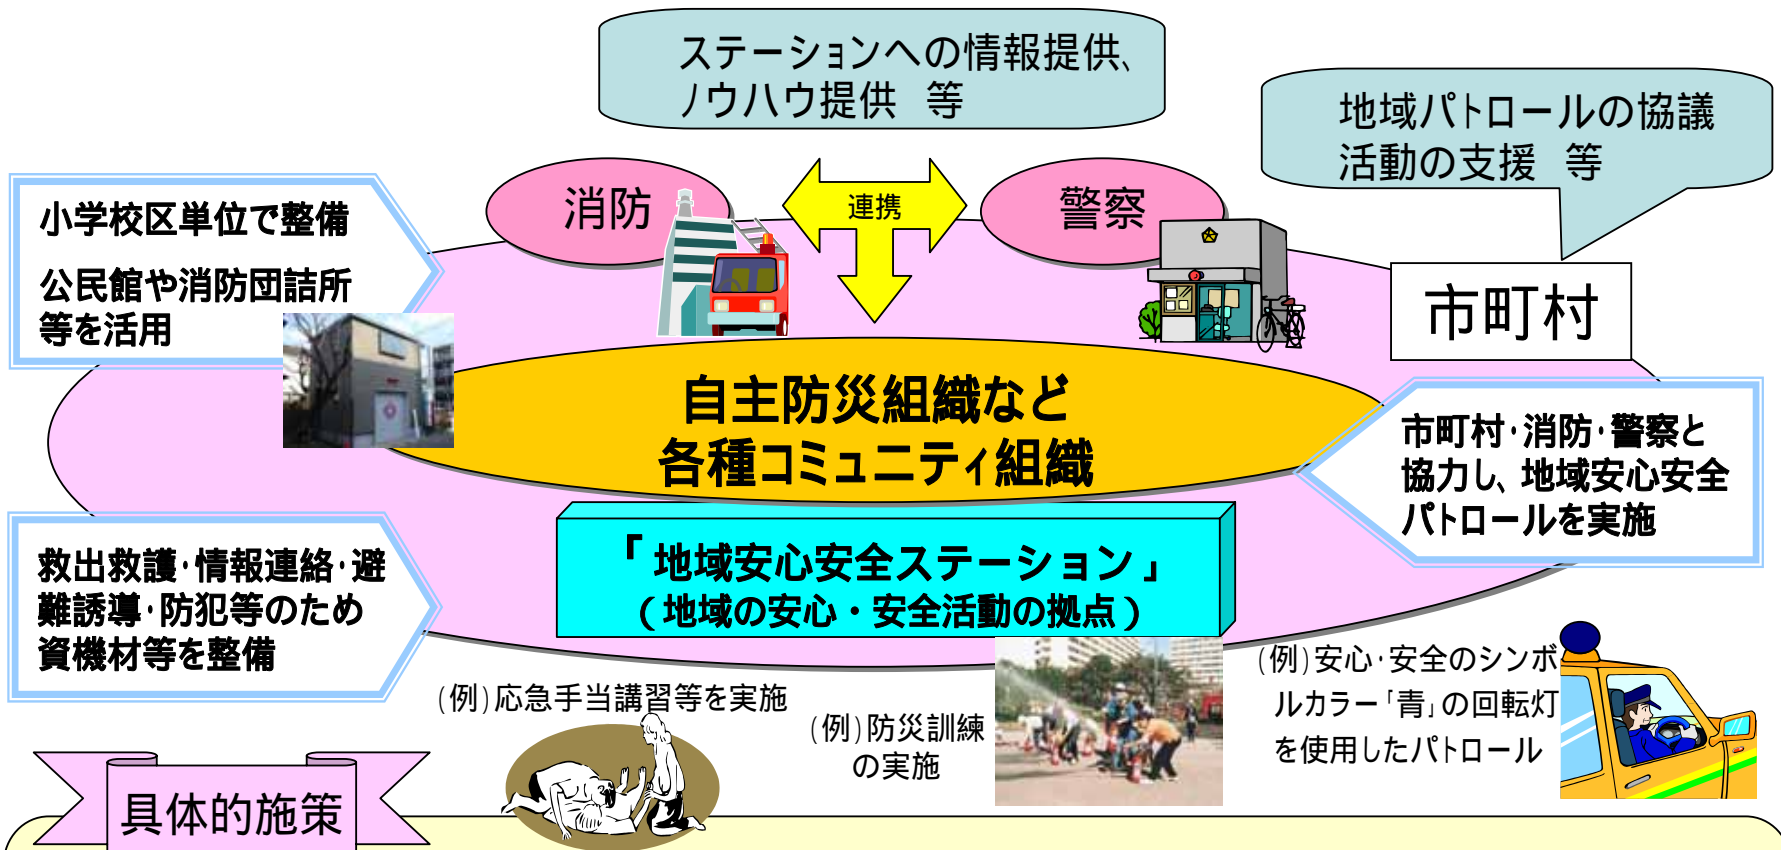 ステーションへの情報提供、
ノウハウ提供 等
地域パトロールの協議
活動の支援 等
消防
連携
警察
小学校区単位で整備
公民館や消防団詰所
等を活用
市町村
自主防災組織など
各種コミュニティ組織
市町村・消防・警察と
協力し、地域安心安全
パトロールを実施
「地域安心安全ステーション」
(地域の安心・安全活動の拠点)
救出救護・情報連絡・避
難誘導・防犯等のため
資機材等を整備
(例)応急手当講習等を実施
(例)防災訓練
の実施
(例)安心・安全のシンボ
ルカラー「青」の回転灯
を使用したパトロール
具体的施策